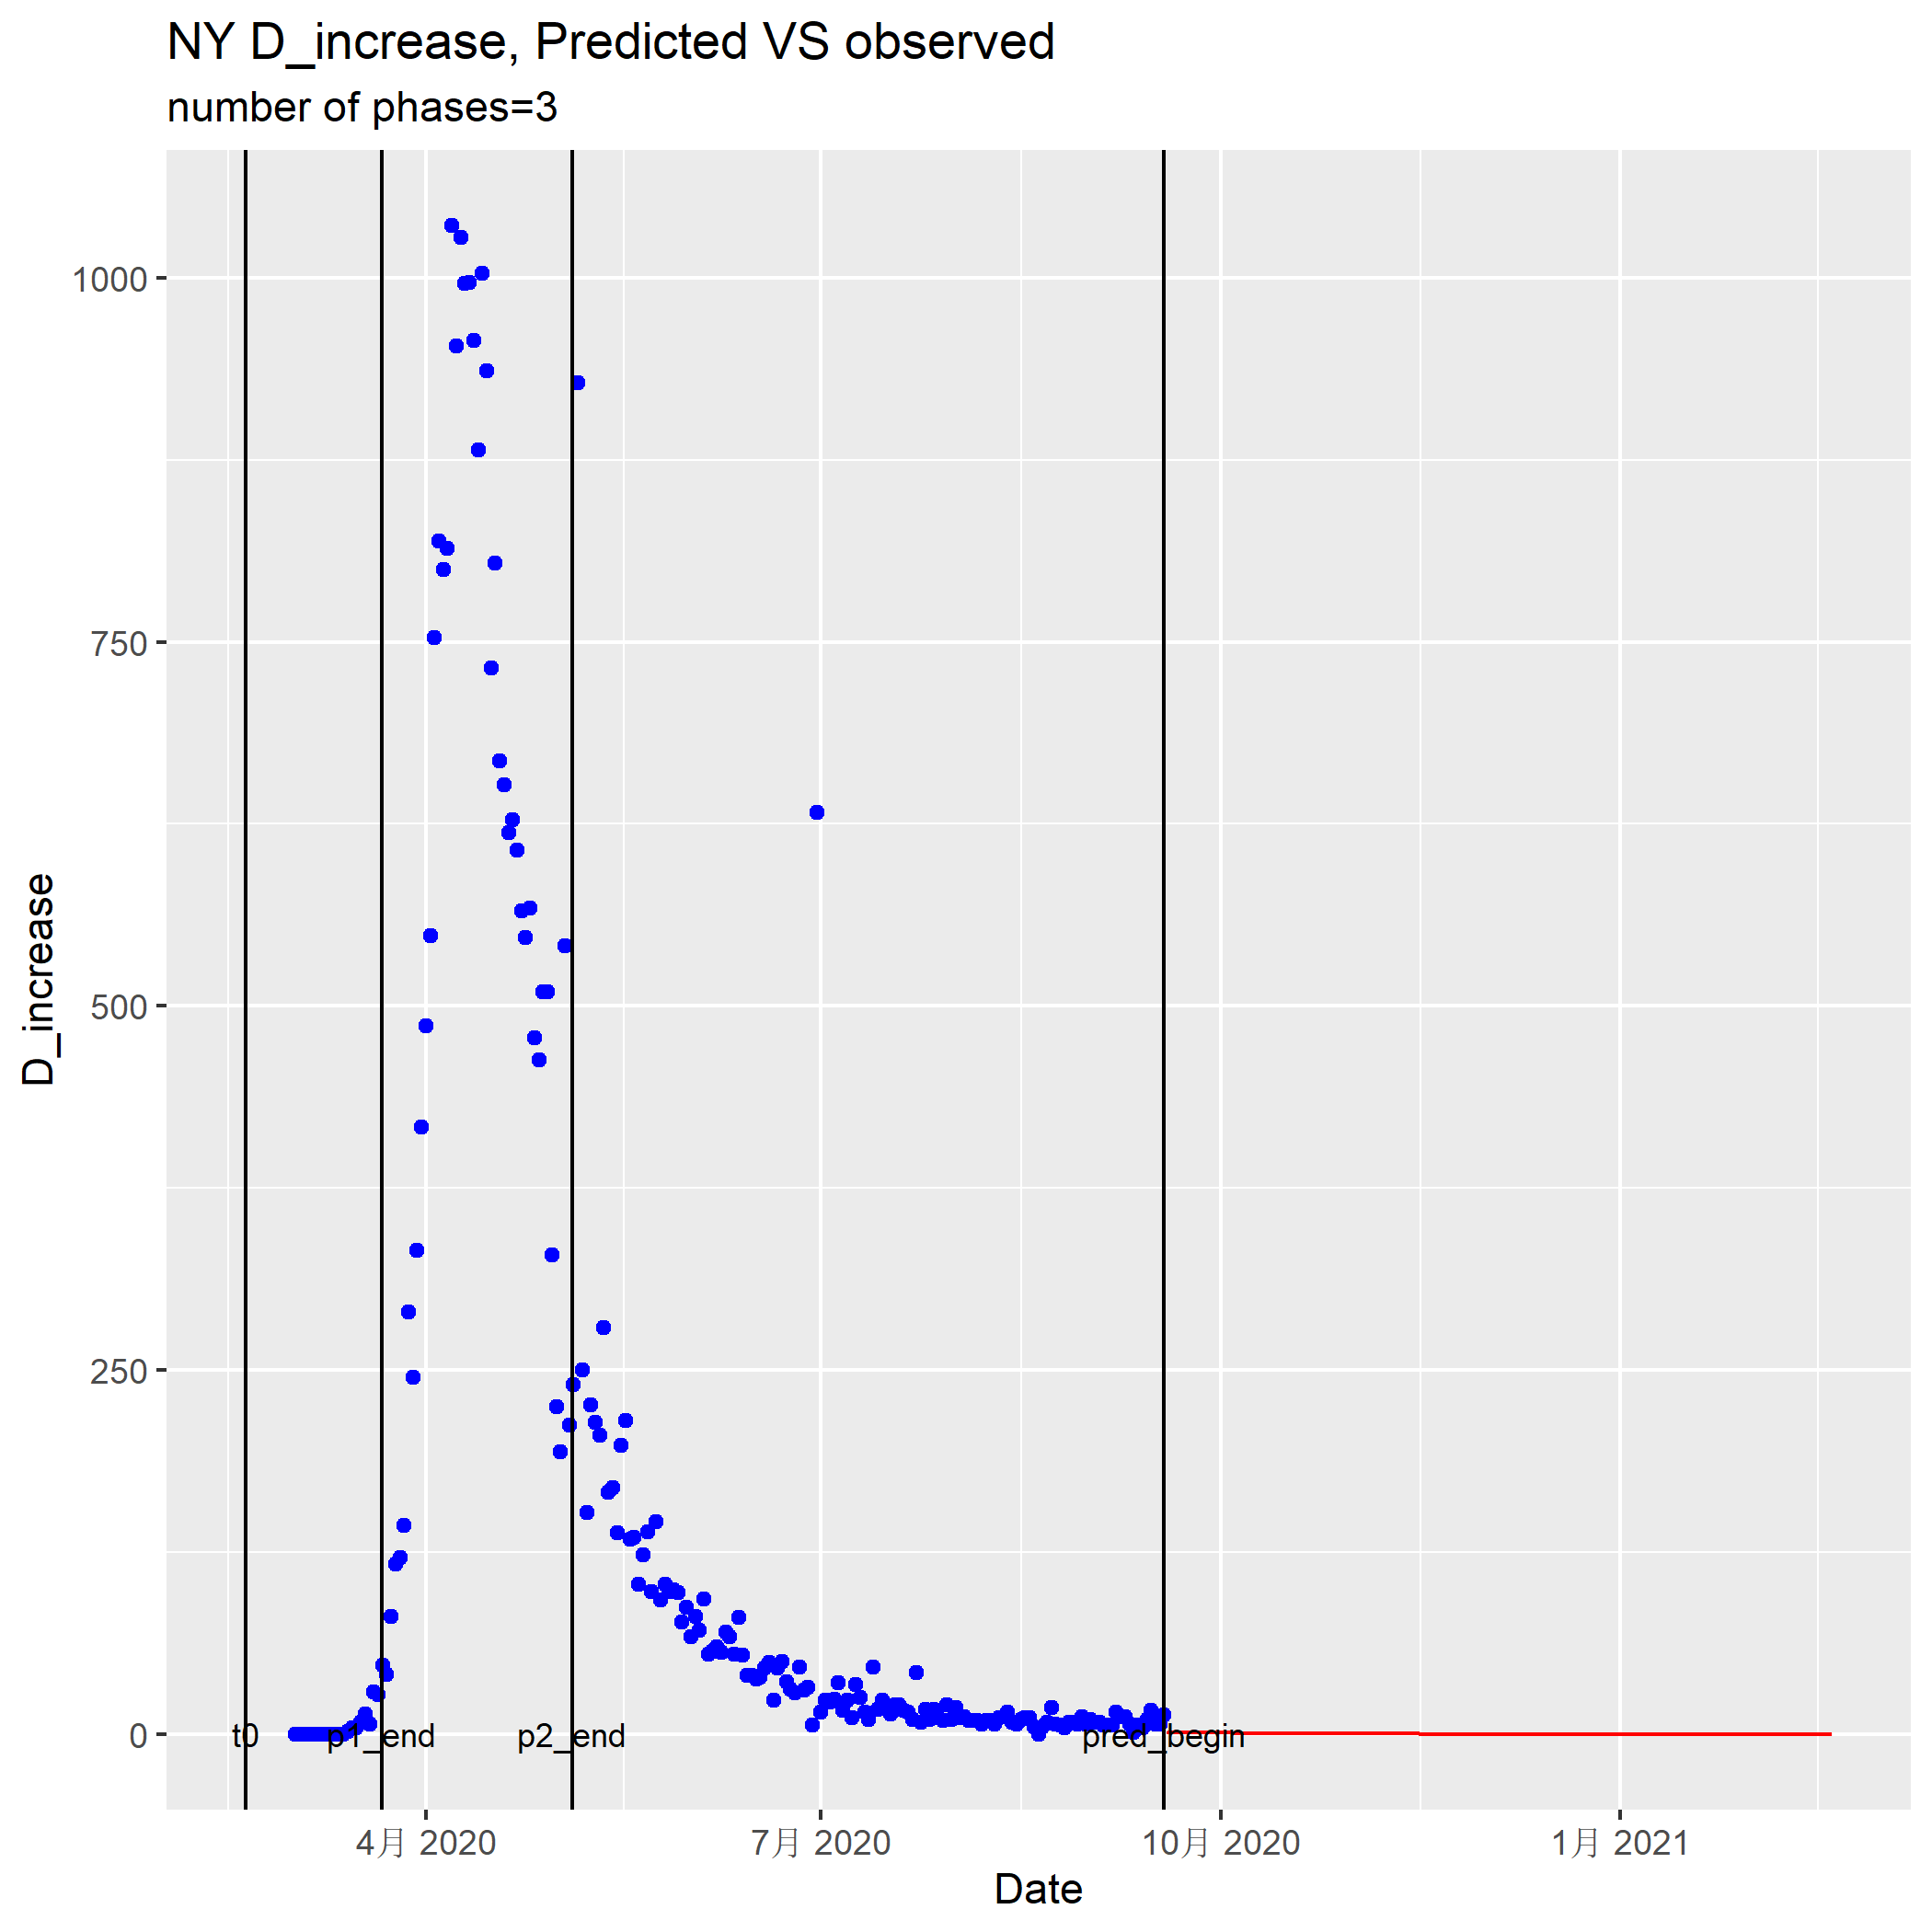 NY D_increase, Predicted VS observed
number of phases=3
1000
750
500
250
0
D_increase
t0
p1_end
p2_end
pred_begin
4月 2020
7月 2020
10月 2020
1月 2021
Date